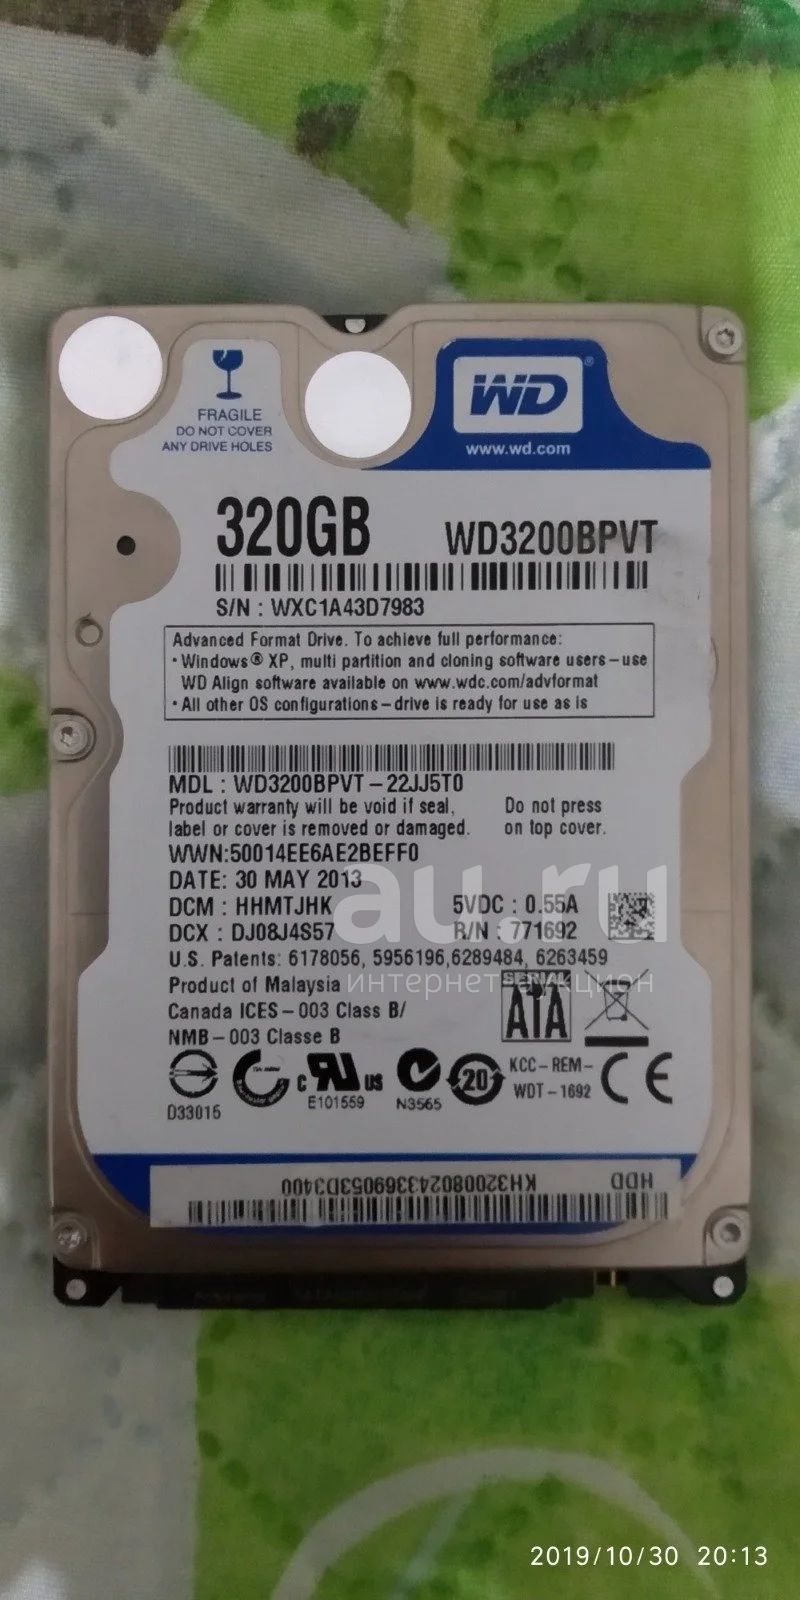 FRAGILE
DO NOT COVER
ANY DRIVE HOLES
WD®
www.wd.com
320GB WD3200BPVT
S/N : WXC1A43D7983
Advanced Format Drive. To achieve full performance:
• Windows® XP, multi partition and cloning software users – use
WD Align software available on www.wdc.com/advformat
• All other OS configurations – drive is ready for use as is
MDL : WD3200BPVT – 22JJ5T0
Product warranty will be void if seal, Do not press
label or cover is removed or damaged. on top cover.
WWN:50014EE6AE2BEFF0
DATE: 30 MAY 2013
DCM : HHMTJHK 5VDC : 0.55A
DCX : DJ08J4S57 R/N : 771692
U.S. Patents: 6178056, 5956196,6289484, 6263459
Product of Malaysia
Canada ICES – 003 Class B/
NMB – 003 Classe B
SERIAL
ATA
D33015
c US
E101559
N3565
20
KCC – REM –
WDT – 1692
CE
HDD KH320080243369053D3400
au.ru
интернет-аукцион
2019/10/30 20:13